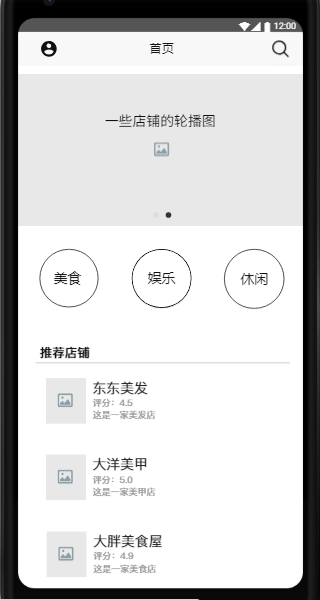 12:00
首页
一些店铺的轮播图
美食
娱乐
休闲
推荐店铺
东东美发
评分：4.5
这是一家美发店
大洋美甲
评分：5.0
这是一家美甲店
大胖美食屋
评分：4.9
这是一家美食店